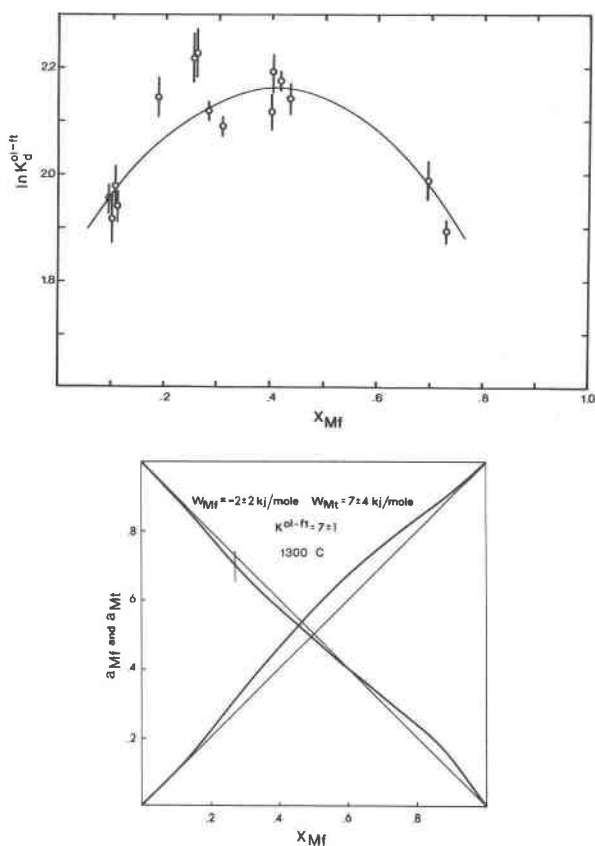 2.2
2.0
1.8
ln K_d^ol-ft
.2
.4
.6
.8
1.0
X_Mf
W_Mf = -2±2 kj/mole W_Mt = 7±4 kj/mole
K^ol-ft = 7±1
1300 C
.8
.6
.4
.2
a_Mf and a_Mt
.2
.4
.6
.8
X_Mf